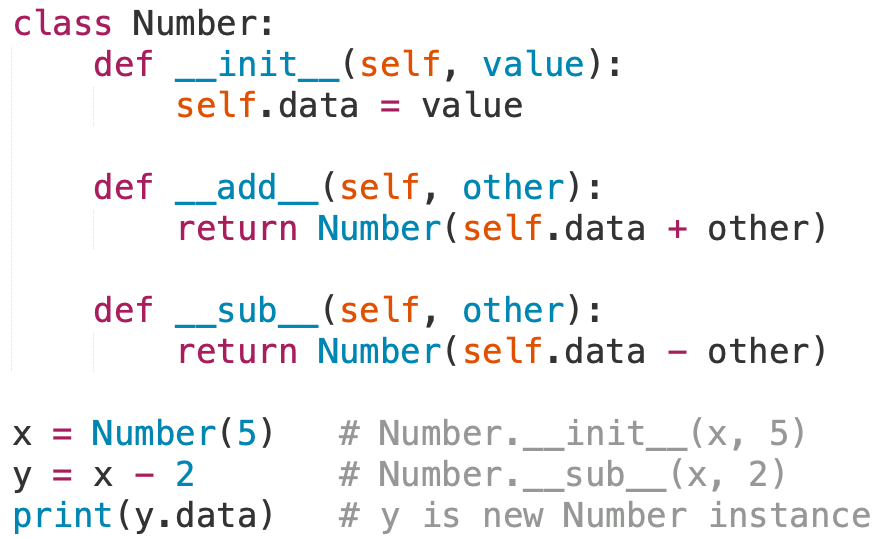 class Number:
    def __init__(self, value):
        self.data = value

    def __add__(self, other):
        return Number(self.data + other)

    def __sub__(self, other):
        return Number(self.data - other)

x = Number(5)   # Number.__init__(x, 5)
y = x - 2       # Number.__sub__(x, 2)
print(y.data)   # y is new Number instance